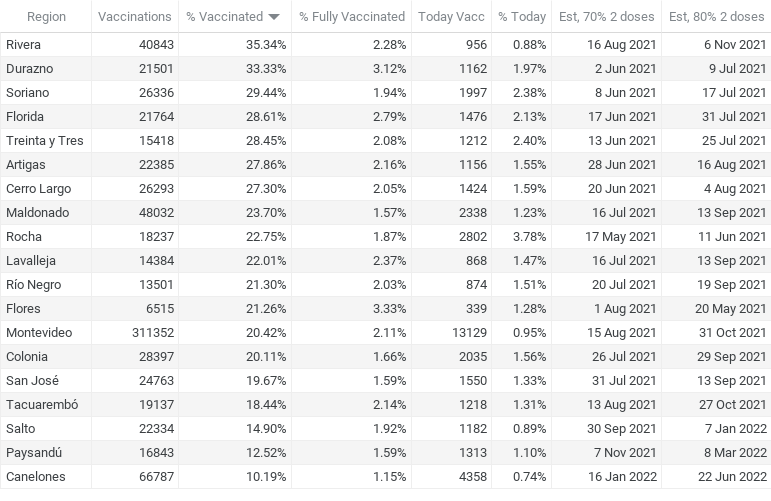 Region Vaccinations % Vaccinated % Fully Vaccinated Today Vacc % Today Est, 70% 2 doses Est, 80% 2 doses
Rivera 40843 35.34% 2.28% 956 0.88% 16 Aug 2021 6 Nov 2021
Durazno 21501 33.33% 3.12% 1162 1.97% 2 Jun 2021 9 Jul 2021
Soriano 26336 29.44% 1.94% 1997 2.38% 8 Jun 2021 17 Jul 2021
Florida 21764 28.61% 2.79% 1476 2.13% 17 Jun 2021 31 Jul 2021
Treinta y Tres 15418 28.45% 2.08% 1212 2.40% 13 Jun 2021 25 Jul 2021
Artigas 22385 27.86% 2.16% 1156 1.55% 28 Jun 2021 16 Aug 2021
Cerro Largo 26293 27.30% 2.05% 1424 1.59% 20 Jun 2021 4 Aug 2021
Maldonado 48032 23.70% 1.57% 2338 1.23% 16 Jul 2021 13 Sep 2021
Rocha 18237 22.75% 1.87% 2802 3.78% 17 May 2021 11 Jun 2021
Lavalleja 14384 22.01% 2.37% 868 1.47% 16 Jul 2021 13 Sep 2021
Río Negro 13501 21.30% 2.03% 874 1.51% 20 Jul 2021 19 Sep 2021
Flores 6515 21.26% 3.33% 339 1.28% 1 Aug 2021 20 May 2021
Montevideo 311352 20.42% 2.11% 13129 0.95% 15 Aug 2021 31 Oct 2021
Colonia 28397 20.11% 1.66% 2035 1.56% 26 Jul 2021 29 Sep 2021
San José 24763 19.67% 1.59% 1550 1.33% 31 Jul 2021 13 Sep 2021
Tacuarembó 19137 18.44% 2.14% 1218 1.31% 13 Aug 2021 27 Oct 2021
Salto 22334 14.90% 1.92% 1182 0.89% 30 Sep 2021 7 Jan 2022
Paysandú 16843 12.52% 1.59% 1313 1.10% 7 Nov 2021 8 Mar 2022
Canelones 66787 10.19% 1.15% 4358 0.74% 16 Jan 2022 22 Jun 2022